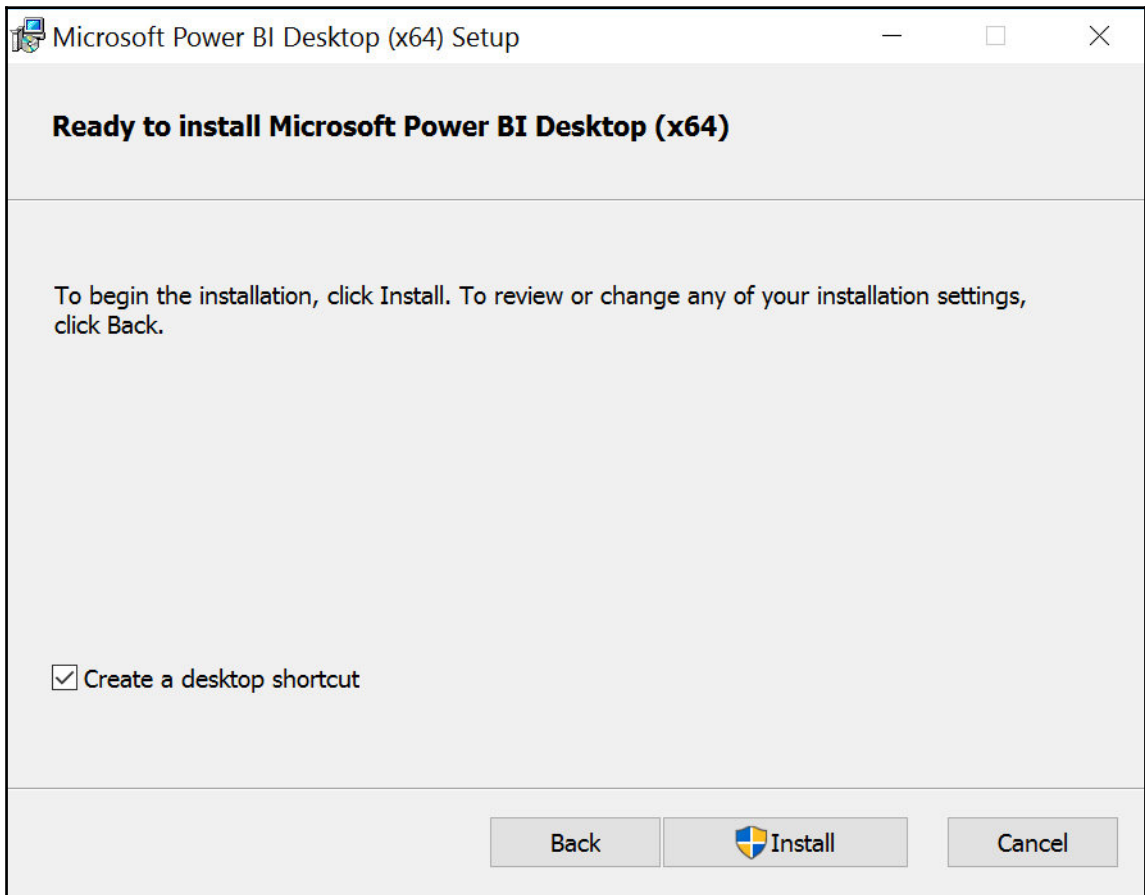 Microsoft Power BI Desktop (x64) Setup
Ready to install Microsoft Power BI Desktop (x64)
To begin the installation, click Install. To review or change any of your installation settings,
click Back.
Create a desktop shortcut
Back
Install
Cancel